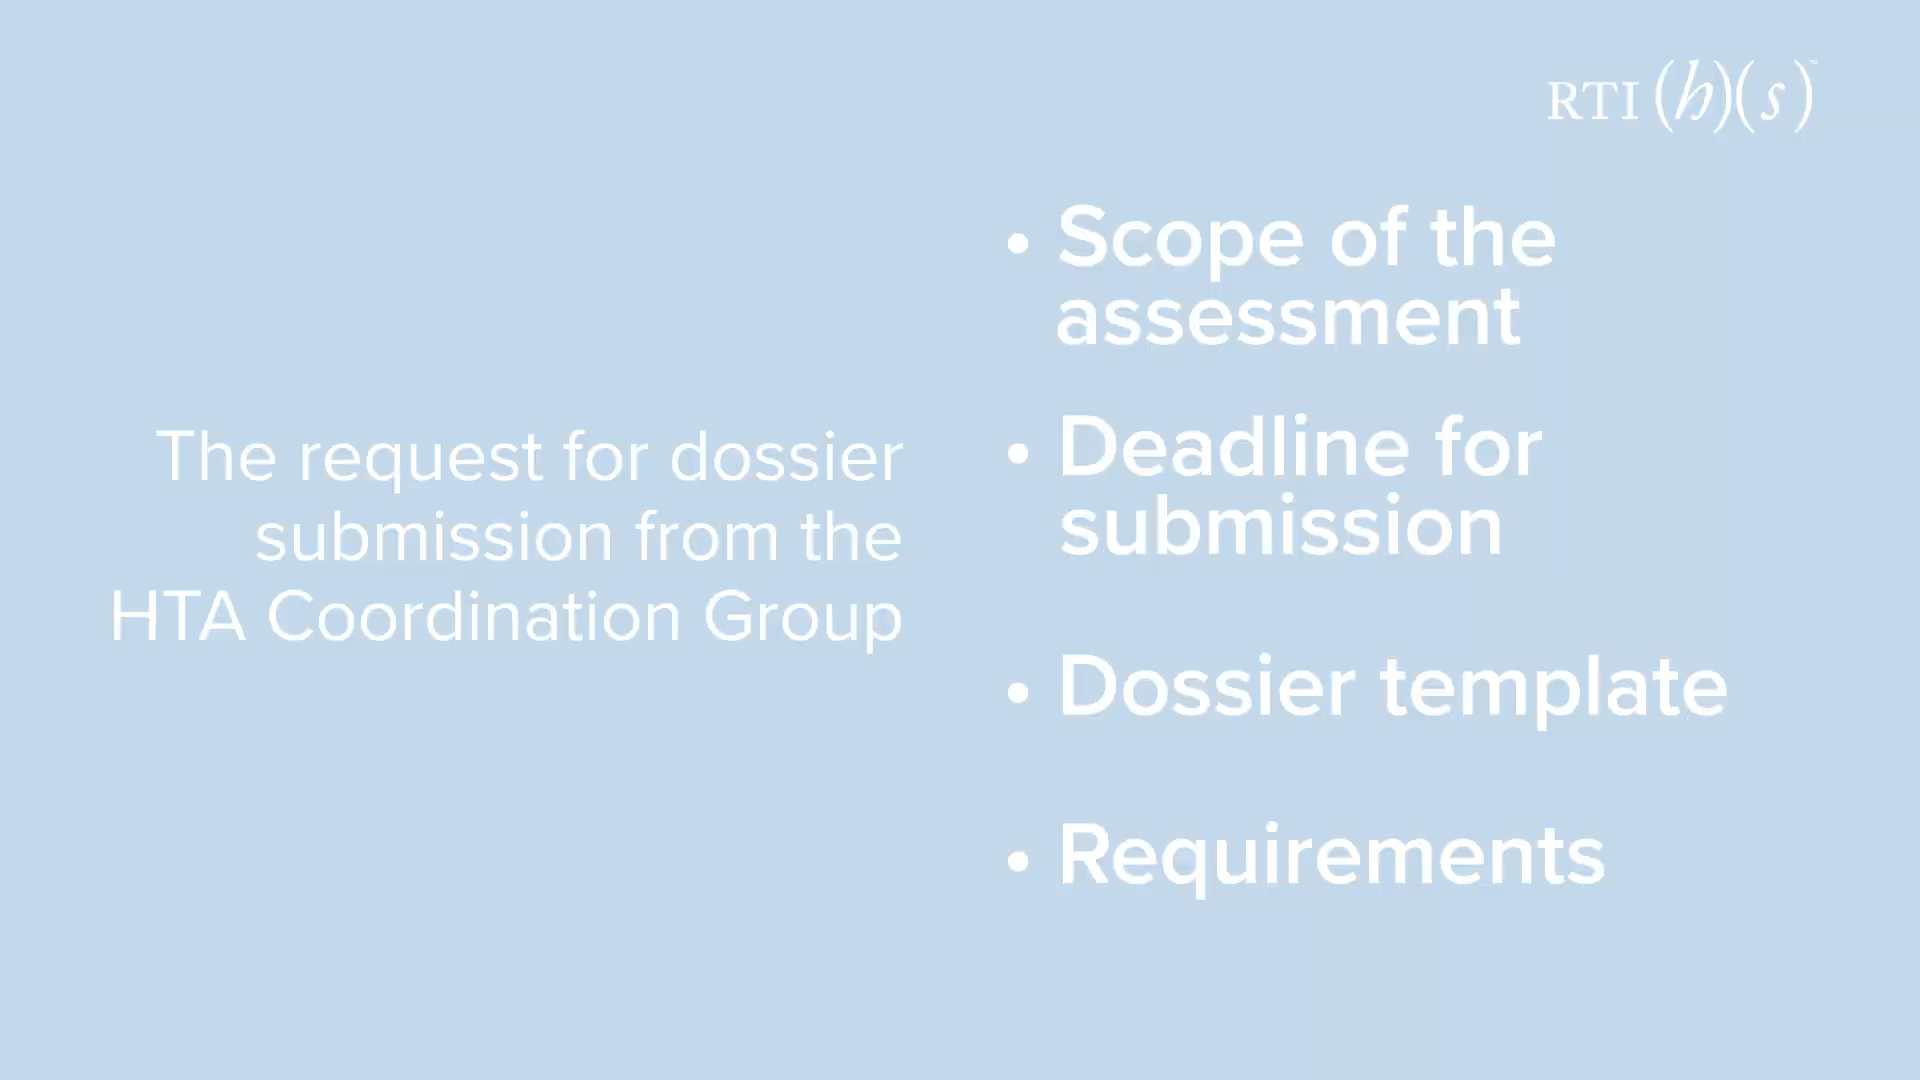 RTI (h)(s)™
The request for dossier
submission from the
HTA Coordination Group
• Scope of the
assessment
• Deadline for
submission
• Dossier template
• Requirements